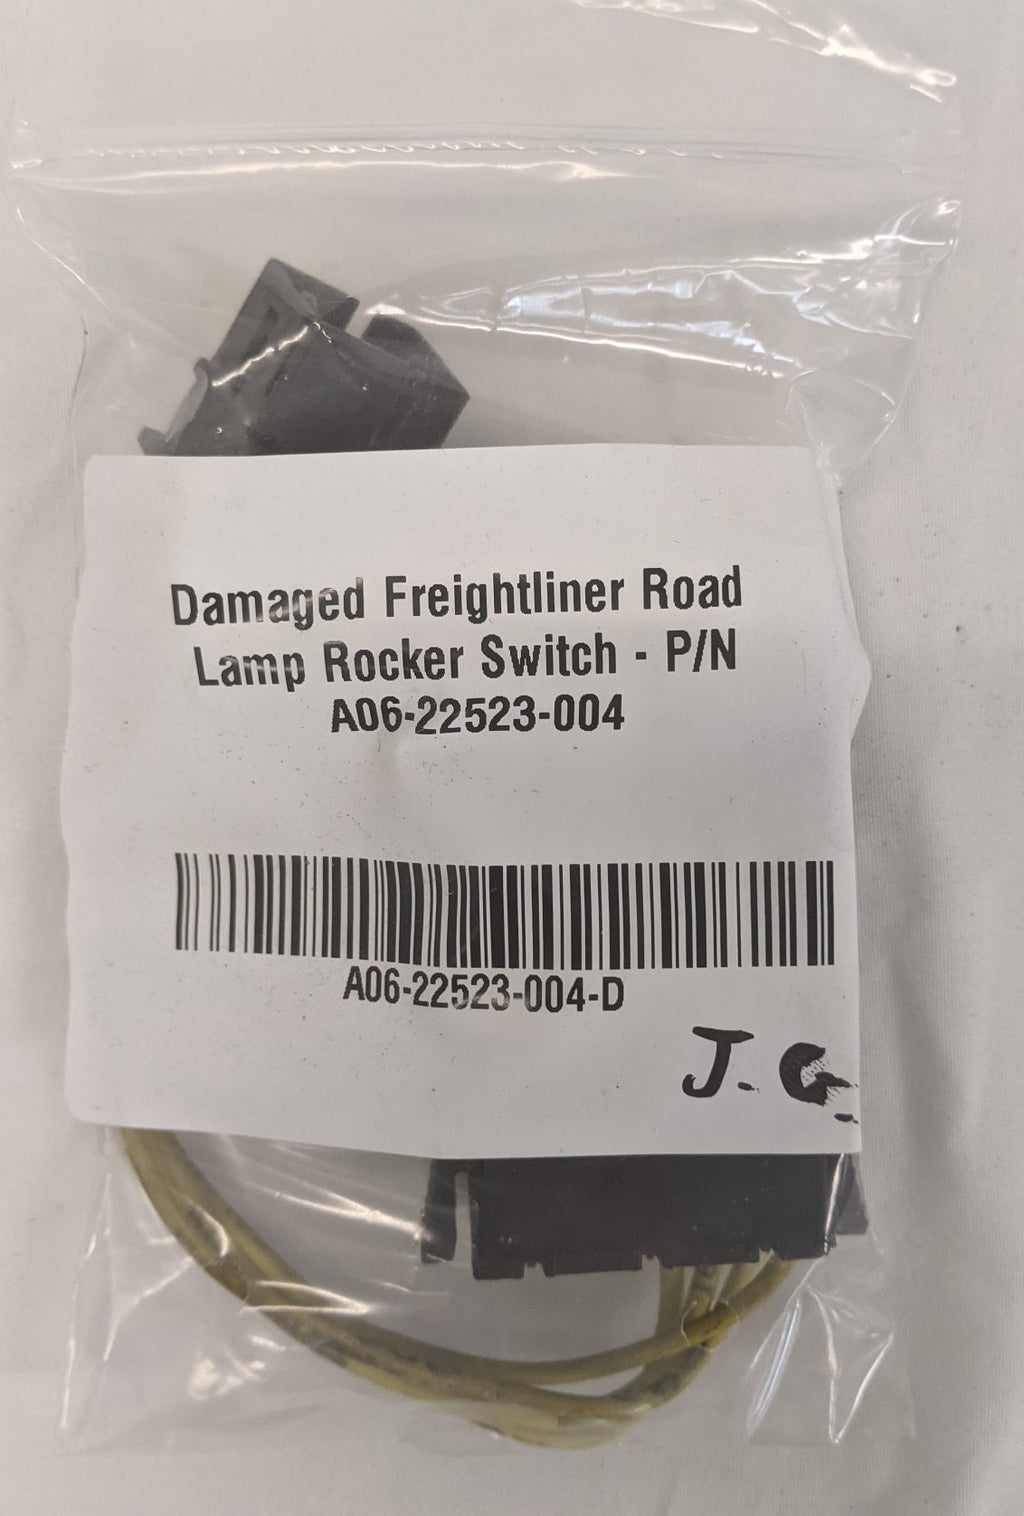 Damaged Freightliner Road
Lamp Rocker Switch - P/N
A06-22523-004
A06-22523-004-D
J. G.